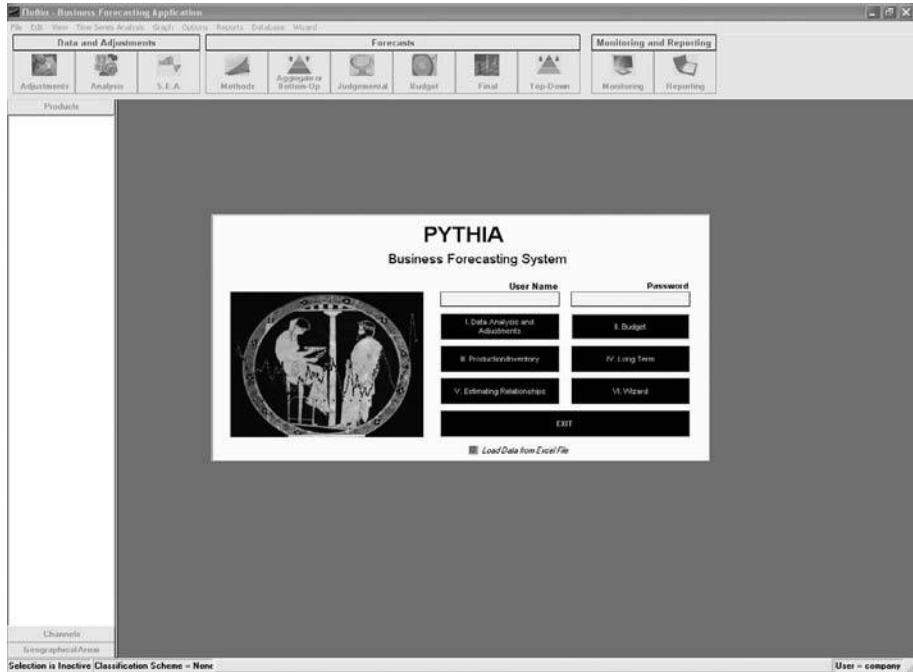 Πυθία - Business Forecasting Application
File Edit View Time Series Analysis Graph Options Reports Database Wizard
Data and Adjustments
Forecasts
Monitoring and Reporting
Adjustments
Analysis
S.E.A.
Methods
Aggregate or
Bottom-Up
Judgemental
Budget
Final
Top-Down
Monitoring
Reporting
Products
PYTHIA
Business Forecasting System
User Name
Password
I. Data Analysis and
Adjustments
II. Budget
III. Production/Inventory
IV. Long Term
V. Estimating Relationships
VI. Wizard
EXIT
Load Data from Excel File
Channels
Geographical Areas
Selection is Inactive Classification Scheme = None
User = company